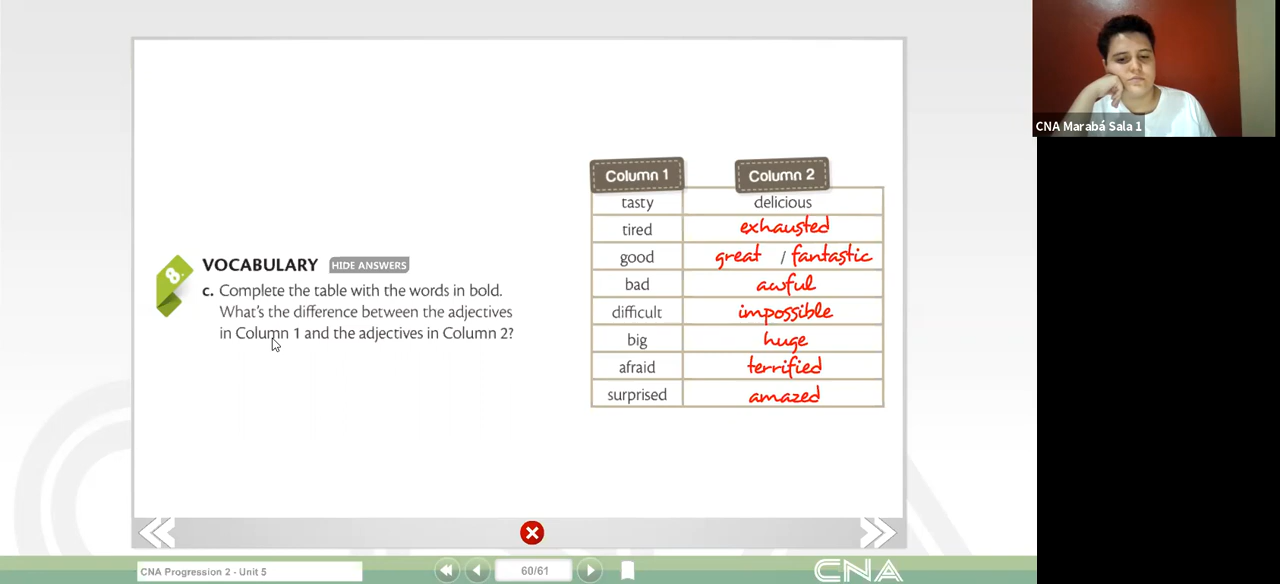 CNA Marabá Sala 1
Column 1 Column 2
tasty delicious
tired exhausted
good great / fantastic
bad awful
difficult impossible
big huge
afraid terrified
surprised amazed
8.
VOCABULARY HIDE ANSWERS
c. Complete the table with the words in bold.
What's the difference between the adjectives
in Column 1 and the adjectives in Column 2?
CNA Progression 2 - Unit 5
60/61
CNA